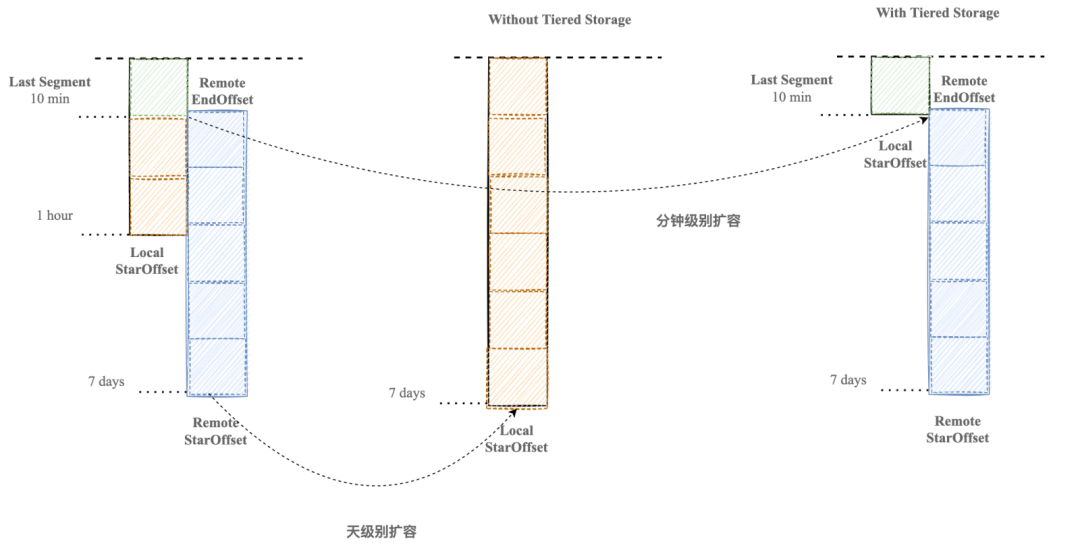 Without Tiered Storage
With Tiered Storage
Last Segment
10 min
Remote
EndOffset
1 hour
Local
StarOffset
7 days
Remote
StarOffset
天级别扩容
7 days
Local
StarOffset
分钟级别扩容
Last Segment
10 min
Remote
EndOffset
Local
StarOffset
7 days
Remote
StarOffset